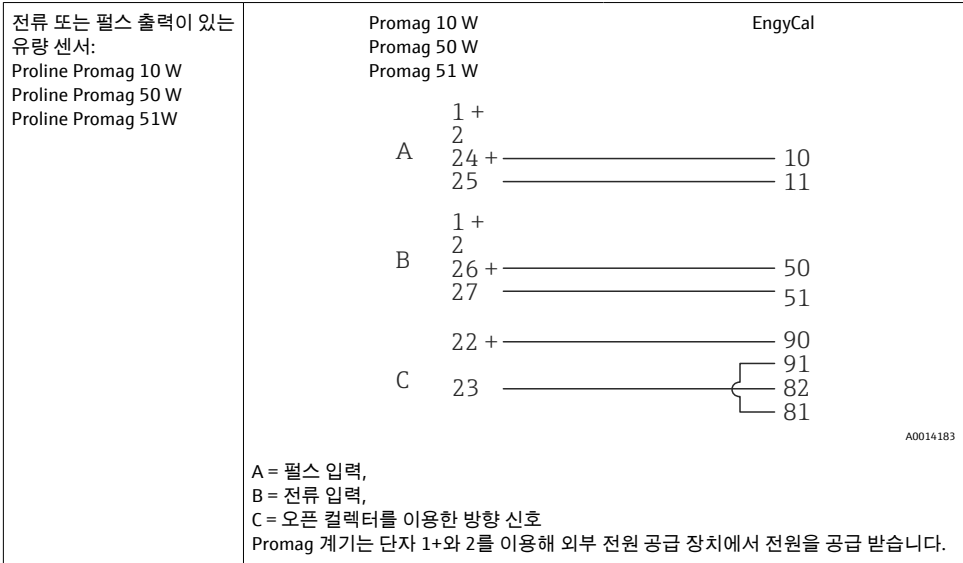 전류 또는 펄스 출력이 있는
유량 센서:
Proline Promag 10 W
Proline Promag 50 W
Proline Promag 51W
Promag 10 W
Promag 50 W
Promag 51 W
EngyCal
1 +
2
A 24 + 10
25 11
1 +
2
B 26 + 50
27 51
22 + 90
91
C 23 82
81
A0014183
A = 펄스 입력,
B = 전류 입력,
C = 오픈 컬렉터를 이용한 방향 신호
Promag 계기는 단자 1+와 2를 이용해 외부 전원 공급 장치에서 전원을 공급 받습니다.